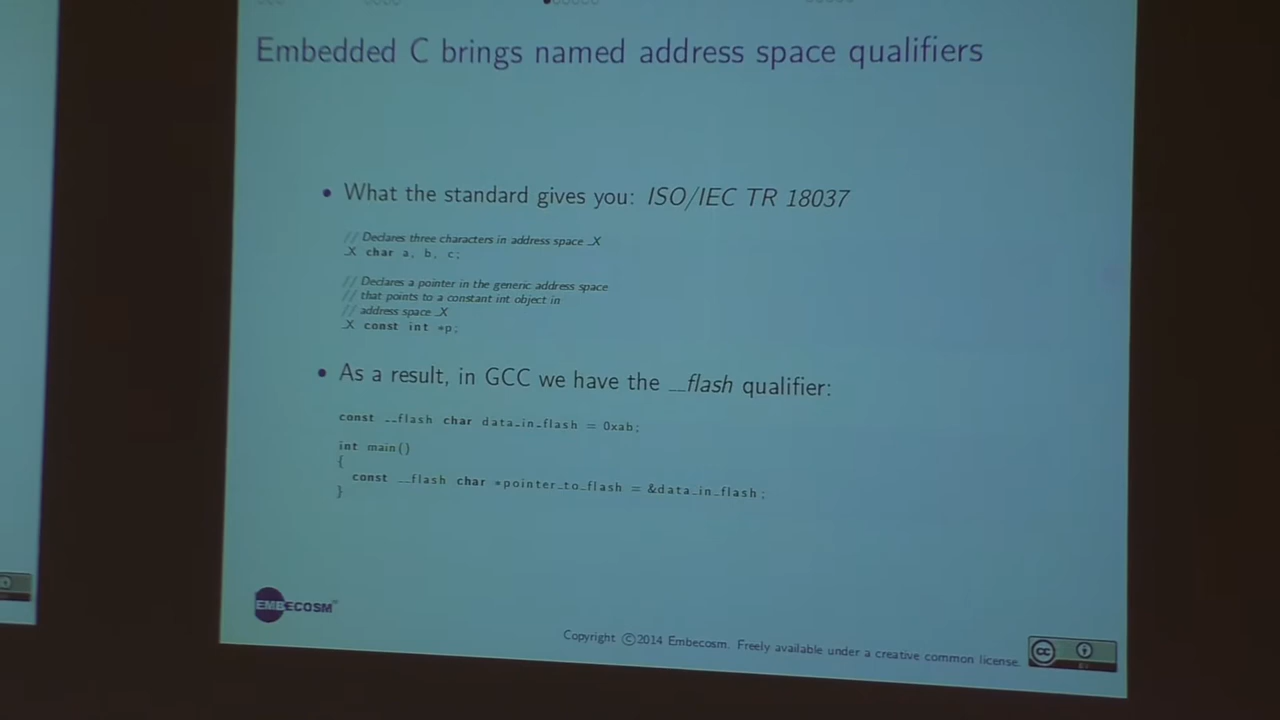 Embedded C brings named address space qualifiers
• What the standard gives you: ISO/IEC TR 18037
// Declares three characters in address space _X
_X char a, b, c;
// Declares a pointer in the generic address space
// that points to a constant int object in
// address space _X
_X const int *p;
• As a result, in GCC we have the __flash qualifier:
const __flash char data_in_flash = 0xab;
int main()
{
const __flash char *pointer_to_flash = &data_in_flash;
}
EMBECOSM
Copyright ©2014 Embecosm. Freely available under a creative common license.
cc